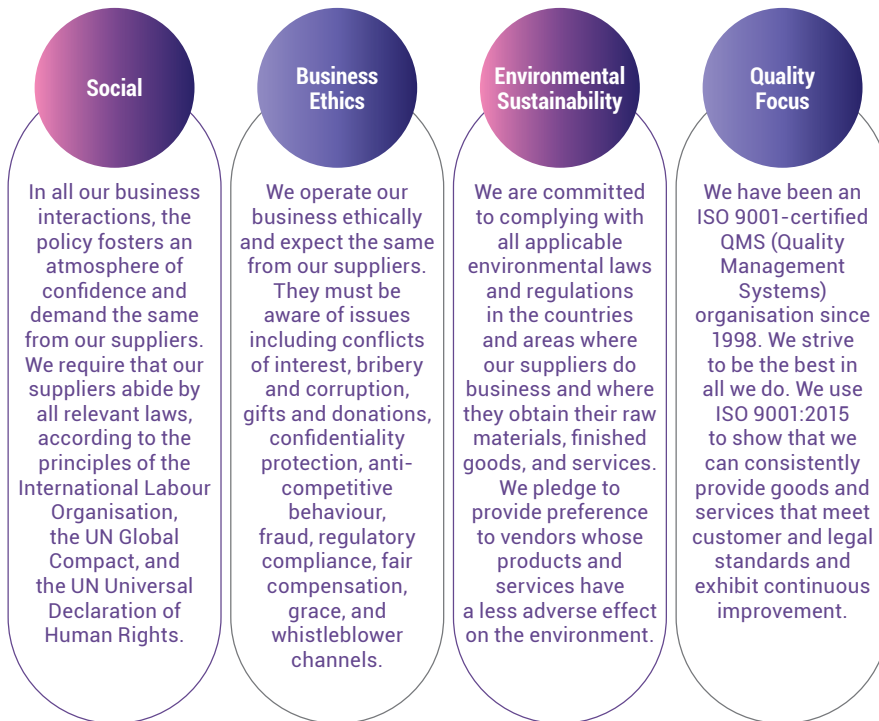 Social
In all our business
interactions, the
policy fosters an
atmosphere of
confidence and
demand the same
from our suppliers.
We require that our
suppliers abide by
all relevant laws,
according to the
principles of the
International Labour
Organisation,
the UN Global
Compact, and
the UN Universal
Declaration of
Human Rights.
Business
Ethics
We operate our
business ethically
and expect the same
from our suppliers.
They must be
aware of issues
including conflicts
of interest, bribery
and corruption,
gifts and donations,
confidentiality
protection, anti-
competitive
behaviour,
fraud, regulatory
compliance, fair
compensation,
grace, and
whistleblower
channels.
Environmental
Sustainability
We are committed
to complying with
all applicable
environmental laws
and regulations
in the countries
and areas where
our suppliers do
business and where
they obtain their raw
materials, finished
goods, and services.
We pledge to
provide preference
to vendors whose
products and
services have
a less adverse effect
on the environment.
Quality
Focus
We have been an
ISO 9001-certified
QMS (Quality
Management
Systems)
organisation since
1998. We strive
to be the best in
all we do. We use
ISO 9001:2015
to show that we
can consistently
provide goods and
services that meet
customer and legal
standards and
exhibit continuous
improvement.